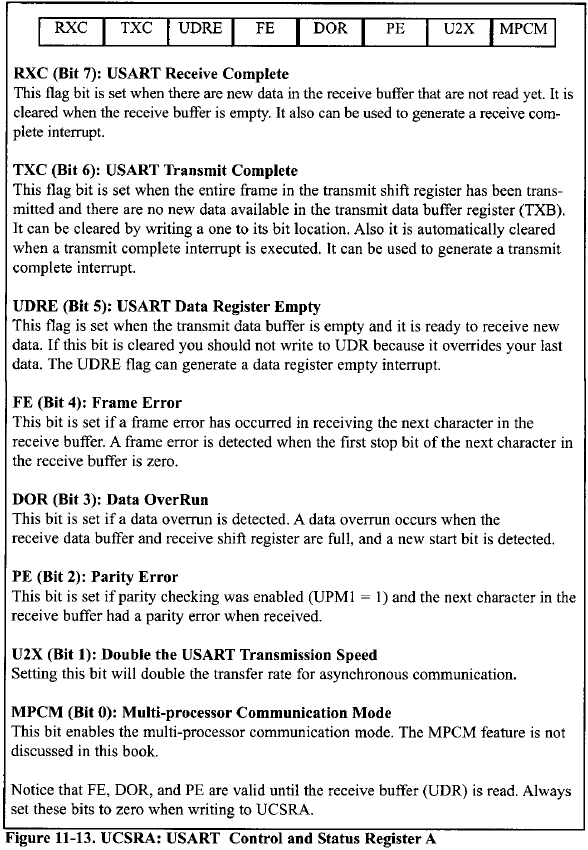 RXC TXC UDRE FE DOR PE U2X MPCM
RXC (Bit 7): USART Receive Complete
This flag bit is set when there are new data in the receive buffer that are not read yet. It is
cleared when the receive buffer is empty. It also can be used to generate a receive com-
plete interrupt.
TXC (Bit 6): USART Transmit Complete
This flag bit is set when the entire frame in the transmit shift register has been trans-
mitted and there are no new data available in the transmit data buffer register (TXB).
It can be cleared by writing a one to its bit location. Also it is automatically cleared
when a transmit complete interrupt is executed. It can be used to generate a transmit
complete interrupt.
UDRE (Bit 5): USART Data Register Empty
This flag is set when the transmit data buffer is empty and it is ready to receive new
data. If this bit is cleared you should not write to UDR because it overrides your last
data. The UDRE flag can generate a data register empty interrupt.
FE (Bit 4): Frame Error
This bit is set if a frame error has occurred in receiving the next character in the
receive buffer. A frame error is detected when the first stop bit of the next character in
the receive buffer is zero.
DOR (Bit 3): Data OverRun
This bit is set if a data overrun is detected. A data overrun occurs when the
receive data buffer and receive shift register are full, and a new start bit is detected.
PE (Bit 2): Parity Error
This bit is set if parity checking was enabled (UPM1 = 1) and the next character in the
receive buffer had a parity error when received.
U2X (Bit 1): Double the USART Transmission Speed
Setting this bit will double the transfer rate for asynchronous communication.
MPCM (Bit 0): Multi-processor Communication Mode
This bit enables the multi-processor communication mode. The MPCM feature is not
discussed in this book.
Notice that FE, DOR, and PE are valid until the receive buffer (UDR) is read. Always
set these bits to zero when writing to UCSRA.
Figure 11-13. UCSRA: USART Control and Status Register A